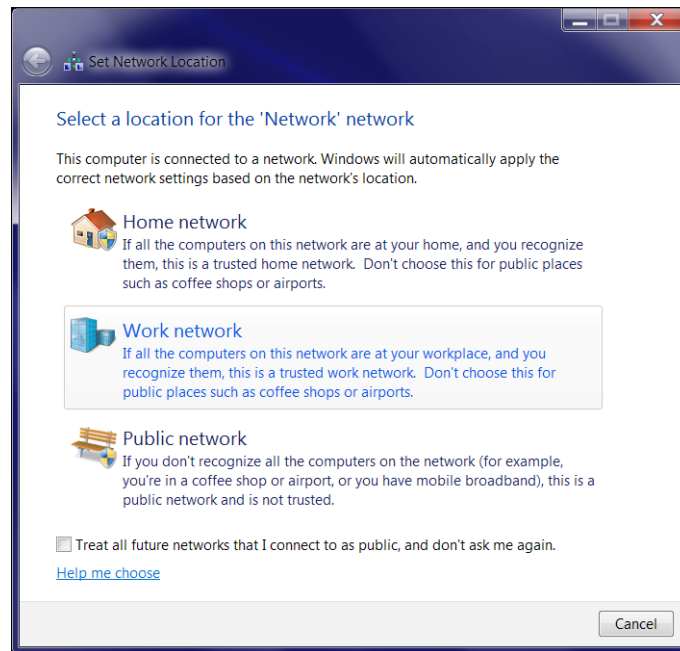 Set Network Location
Select a location for the 'Network' network
This computer is connected to a network. Windows will automatically apply the
correct network settings based on the network's location.
Home network
If all the computers on this network are at your home, and you recognize
them, this is a trusted home network.  Don't choose this for public places
such as coffee shops or airports.
Work network
If all the computers on this network are at your workplace, and you
recognize them, this is a trusted work network.  Don't choose this for
public places such as coffee shops or airports.
Public network
If you don't recognize all the computers on the network (for example,
you're in a coffee shop or airport, or you have mobile broadband), this is a
public network and is not trusted.
Treat all future networks that I connect to as public, and don't ask me again.
Help me choose
Cancel